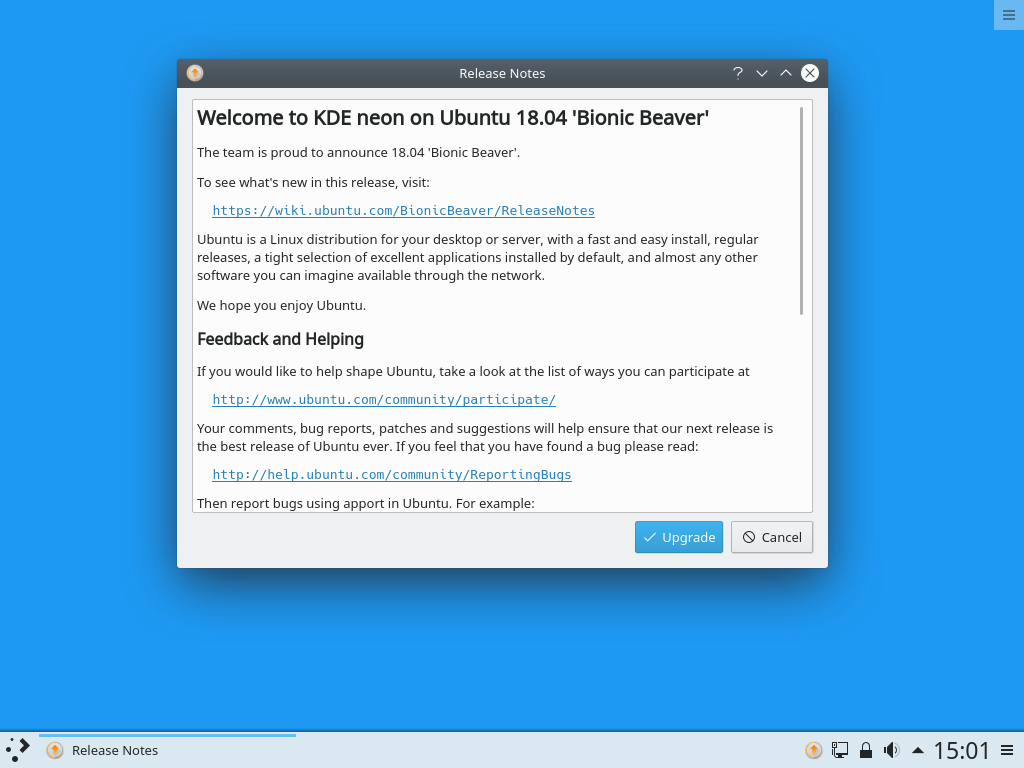 Release Notes
Welcome to KDE neon on Ubuntu 18.04 'Bionic Beaver'
The team is proud to announce 18.04 'Bionic Beaver'.
To see what's new in this release, visit:
https://wiki.ubuntu.com/BionicBeaver/ReleaseNotes
Ubuntu is a Linux distribution for your desktop or server, with a fast and easy install, regular
releases, a tight selection of excellent applications installed by default, and almost any other
software you can imagine available through the network.
We hope you enjoy Ubuntu.
Feedback and Helping
If you would like to help shape Ubuntu, take a look at the list of ways you can participate at
http://www.ubuntu.com/community/participate/
Your comments, bug reports, patches and suggestions will help ensure that our next release is
the best release of Ubuntu ever. If you feel that you have found a bug please read:
http://help.ubuntu.com/community/ReportingBugs
Then report bugs using apport in Ubuntu. For example:
Upgrade
Cancel
Release Notes
15:01